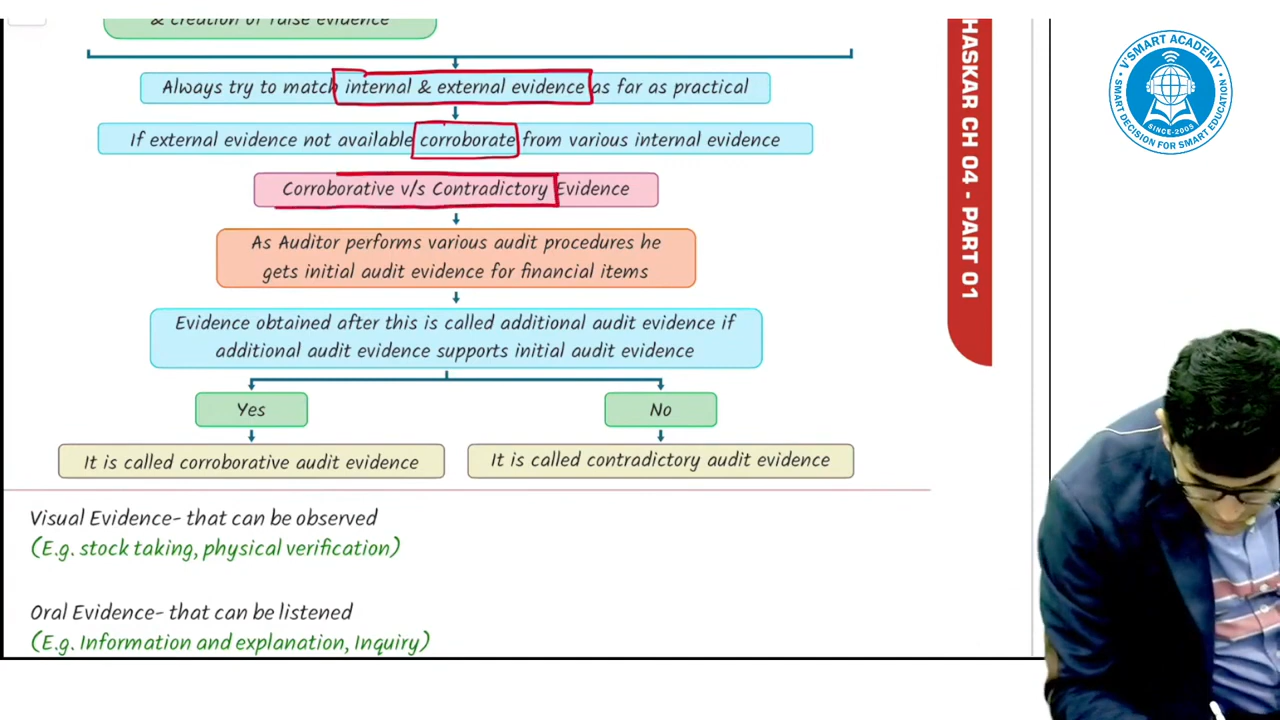 & creation of false evidence
Always try to match internal & external evidence as far as practical
If external evidence not available corroborate from various internal evidence
Corroborative v/s Contradictory Evidence
As Auditor performs various audit procedures he
gets initial audit evidence for financial items
Evidence obtained after this is called additional audit evidence if
additional audit evidence supports initial audit evidence
Yes
No
It is called corroborative audit evidence
It is called contradictory audit evidence
Visual Evidence- that can be observed
(E.g. stock taking, physical verification)
Oral Evidence- that can be listened
(E.g. Information and explanation, Inquiry)
HASKAR CH 04 - PART 01
V'SMART ACADEMY
SINCE-2005
SMART DECISION FOR SMART EDUCATION.